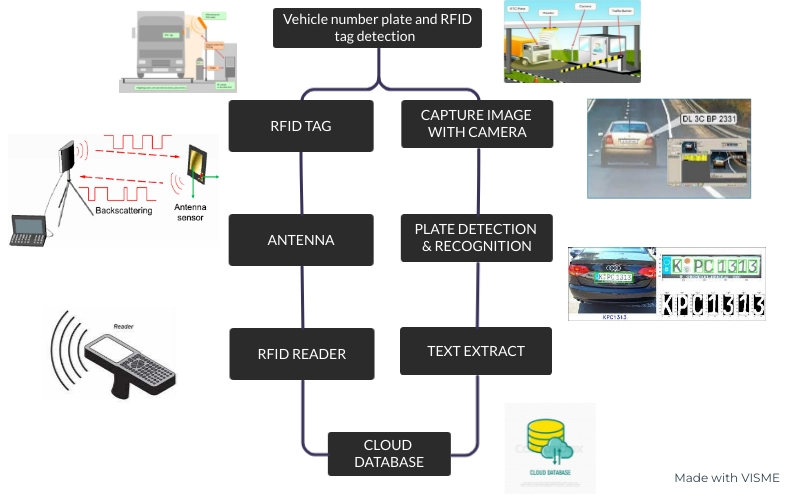 Vehicle number plate and RFID
tag detection
RFID TAG
CAPTURE IMAGE
WITH CAMERA
DL 3C BP 2331
Backscattering
Antenna
sensor
ANTENNA
PLATE DETECTION
& RECOGNITION
K PC1313
K PC 1313
KPC1313
KPC1313
Reader
RFID READER
TEXT EXTRACT
CLOUD
DATABASE
CLOUD DATABASE
Made with VISME